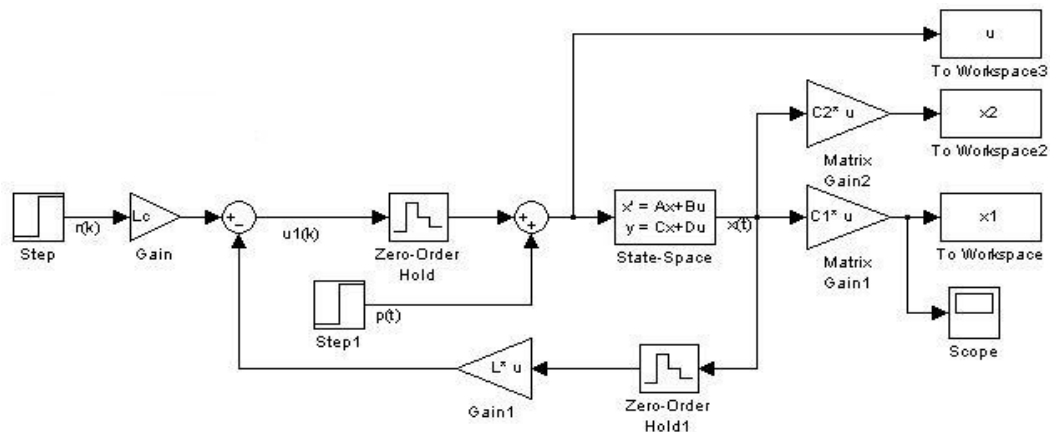 u
To Workspace3
C2* u
x2
Matrix
Gain2
To Workspace2
Step
r(k)
Lc
Gain
+
−
u1(k)
Zero-Order
Hold
+
+
x' = Ax+Bu
y = Cx+Du
State-Space
x(t)
C1* u
Matrix
Gain1
x1
To Workspace
Step1
p(t)
Scope
L* u
Gain1
Zero-Order
Hold1